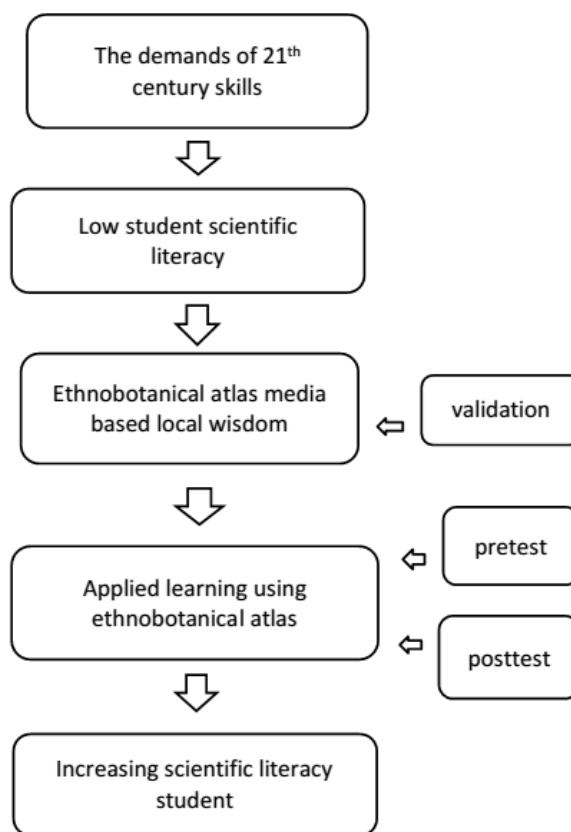 The demands of 21th
century skills
Low student scientific
literacy
Ethnobotanical atlas media
based local wisdom
validation
Applied learning using
ethnobotanical atlas
pretest
posttest
Increasing scientific literacy
student